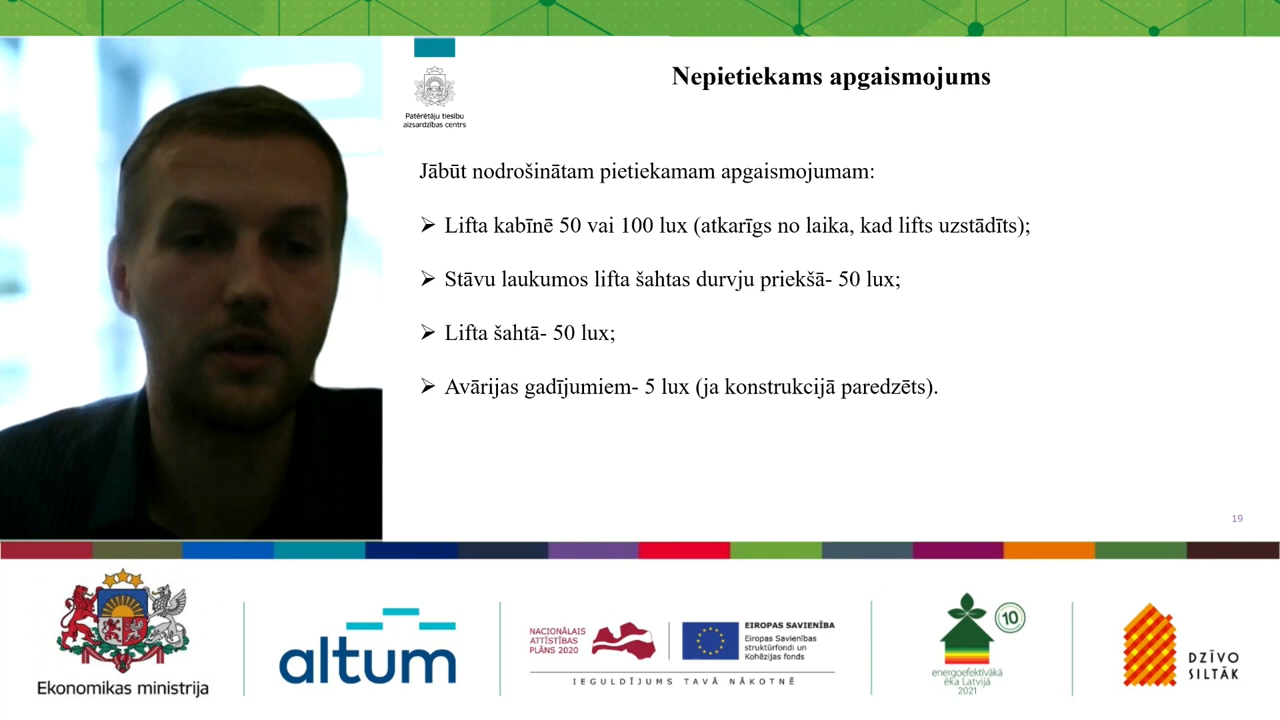 Patērētāju tiesību
aizsardzības centrs
Nepietiekams apgaismojums
Jābūt nodrošinātam pietiekamam apgaismojumam:
➢ Lifta kabīnē 50 vai 100 lux (atkarīgs no laika, kad lifts uzstādīts);
➢ Stāvu laukumos lifta šahtas durvju priekšā- 50 lux;
➢ Lifta šahtā- 50 lux;
➢ Avārijas gadījumiem- 5 lux (ja konstrukcijā paredzēts).
19
Ekonomikas ministrija
altum
NACIONĀLAIS
ATTĪSTĪBAS
PLĀNS 2020
EIROPAS SAVIENĪBA
Eiropas Savienības
struktūrfondi un
Kohēzijas fonds
IEGULDĪJUMS TAVĀ NĀKOTNĒ
10
energoefektīvākā
ēka Latvijā
2021
DZĪVO
SILTĀK